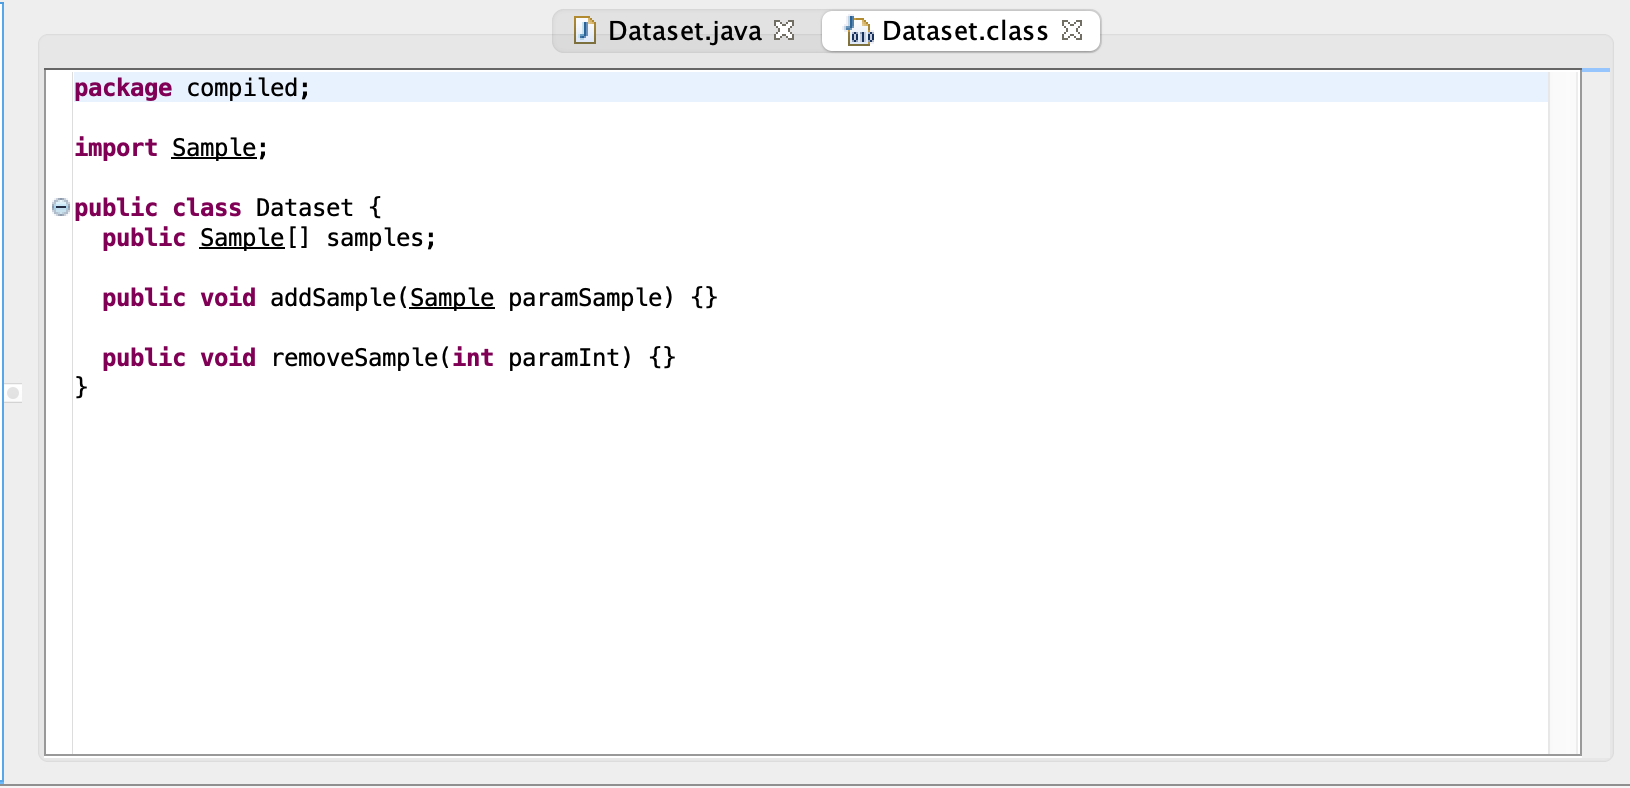 Dataset.java Dataset.class
package compiled;
import Sample;
public class Dataset {
public Sample[] samples;
public void addSample(Sample paramSample) {}
public void removeSample(int paramInt) {}
}